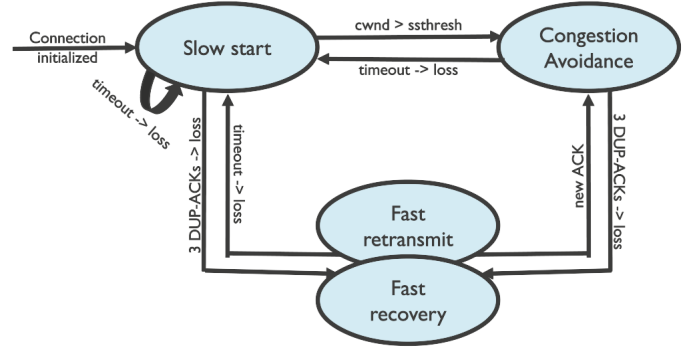 Connection
initialized
Slow start
cwnd > ssthresh
timeout -> loss
Congestion
Avoidance
timeout -> loss
3 DUP-ACKs -> loss
timeout -> loss
new ACK
3 DUP-ACKs -> loss
Fast
retransmit
Fast
recovery